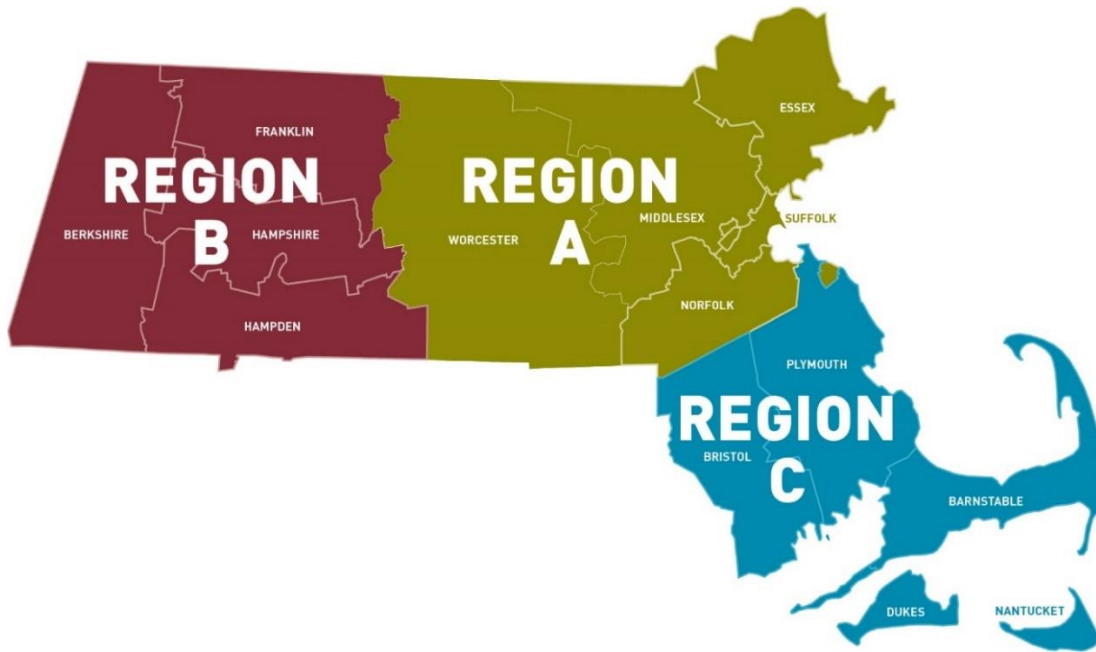 ESSEX
FRANKLIN
REGION
B
BERKSHIRE
HAMPSHIRE
HAMPDEN
REGION
A
MIDDLESEX
SUFFOLK
WORCESTER
NORFOLK
PLYMOUTH
REGION
C
BRISTOL
BARNSTABLE
DUKES
NANTUCKET